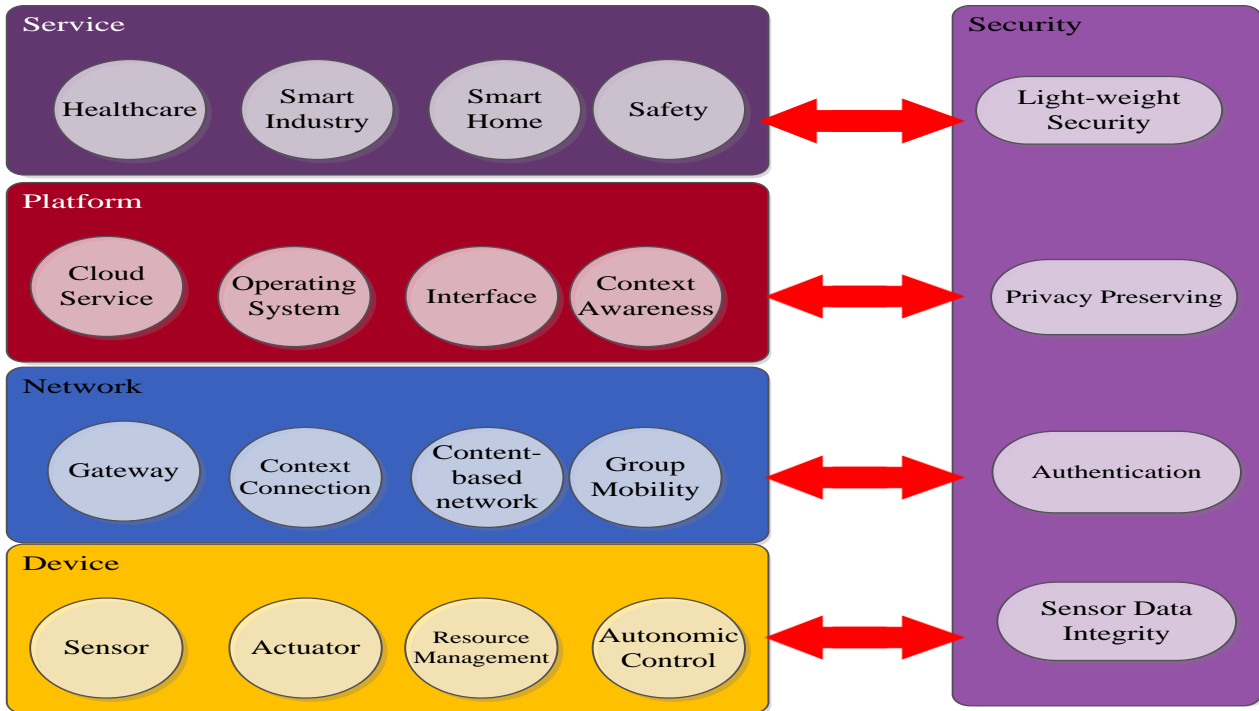 Service
Healthcare
Smart
Industry
Smart
Home
Safety
Platform
Cloud
Service
Operating
System
Interface
Context
Awareness
Network
Gateway
Context
Connection
Content-
based
network
Group
Mobility
Device
Sensor
Actuator
Resource
Management
Autonomic
Control
Security
Light-weight
Security
Privacy Preserving
Authentication
Sensor Data
Integrity